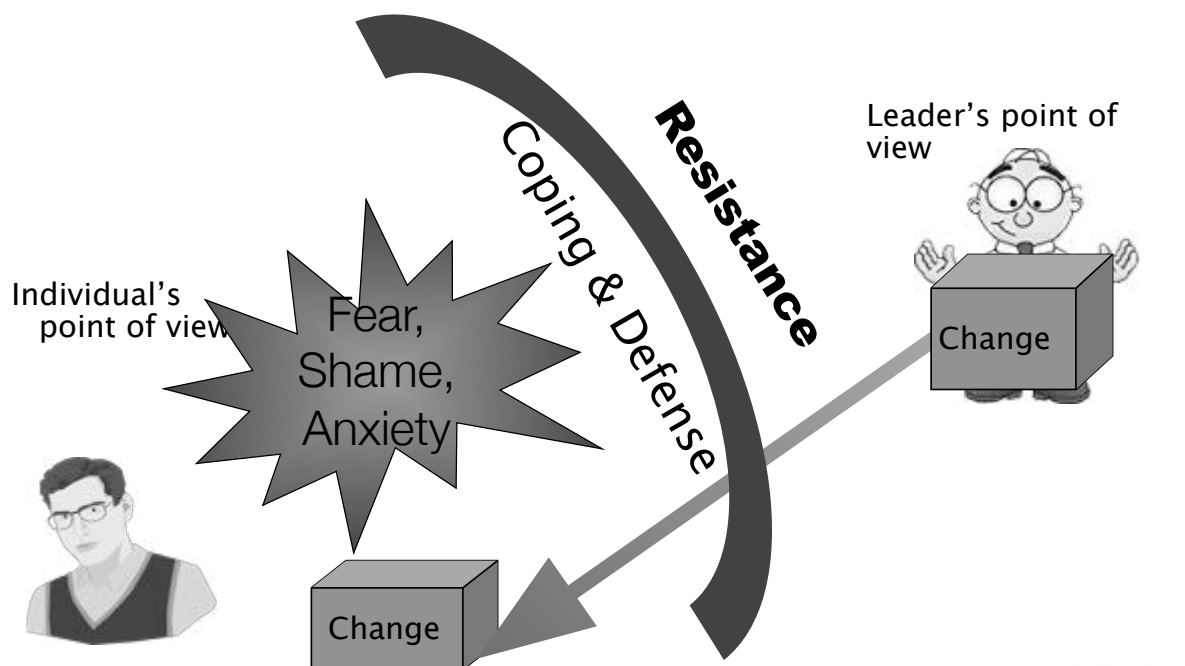 Leader’s point of
view
Resistance
Coping & Defense
Individual’s
point of view
Fear,
Shame,
Anxiety
Change
Change